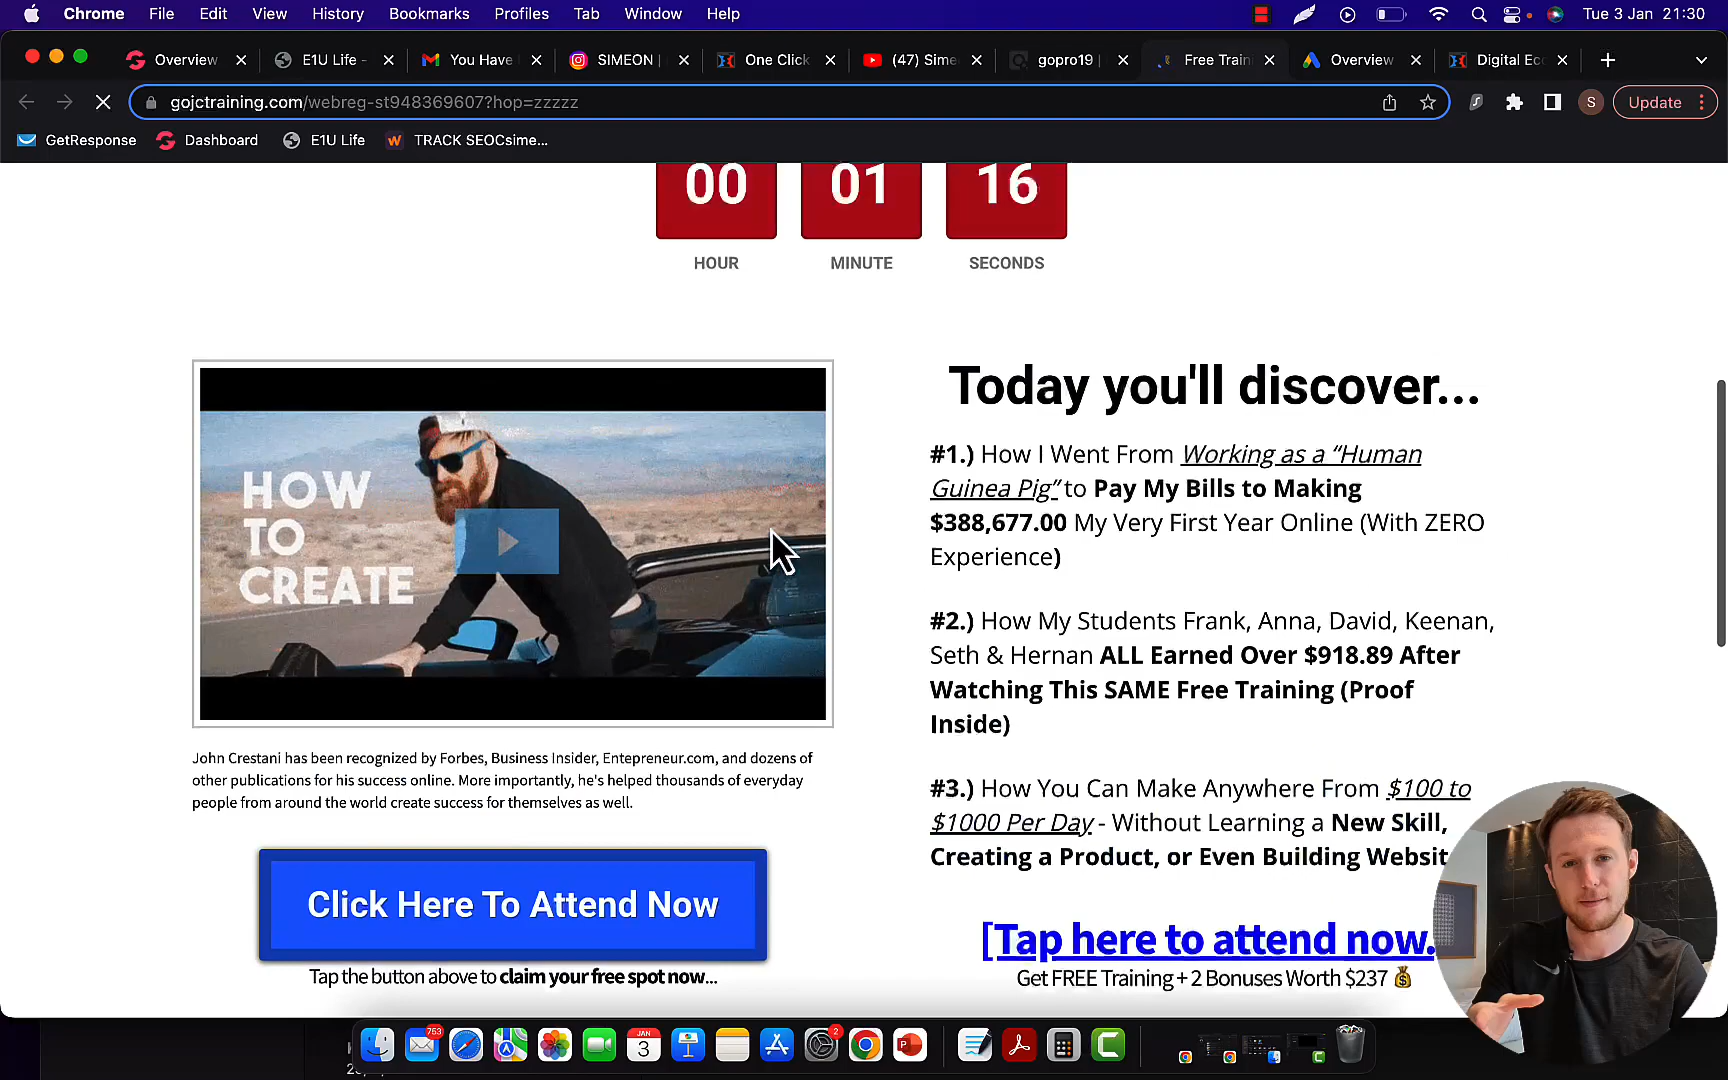 Chrome File Edit View History Bookmarks Profiles Tab Window Help Tue 3 Jan 21:30
Overview E1U Life - You Have SIMEON | One Click (47) Sime gopro19 | Free Train Overview Digital Ec
gojctraining.com/webreg-st948369607?hop=zzzzz S Update
GetResponse Dashboard E1U Life TRACK SEOCsime...
00 01 16
HOUR MINUTE SECONDS
HOW
TO
CREATE
John Crestani has been recognized by Forbes, Business Insider, Entepreneur.com, and dozens of
other publications for his success online. More importantly, he's helped thousands of everyday
people from around the world create success for themselves as well.
Click Here To Attend Now
Tap the button above to claim your free spot now...
Today you'll discover...
#1.) How I Went From Working as a “Human
Guinea Pig” to Pay My Bills to Making
$388,677.00 My Very First Year Online (With ZERO
Experience)
#2.) How My Students Frank, Anna, David, Keenan,
Seth & Hernan ALL Earned Over $918.89 After
Watching This SAME Free Training (Proof
Inside)
#3.) How You Can Make Anywhere From $100 to
$1000 Per Day - Without Learning a New Skill,
Creating a Product, or Even Building Websit
[Tap here to attend now.
Get FREE Training + 2 Bonuses Worth $237 💰
753 JAN 3 2